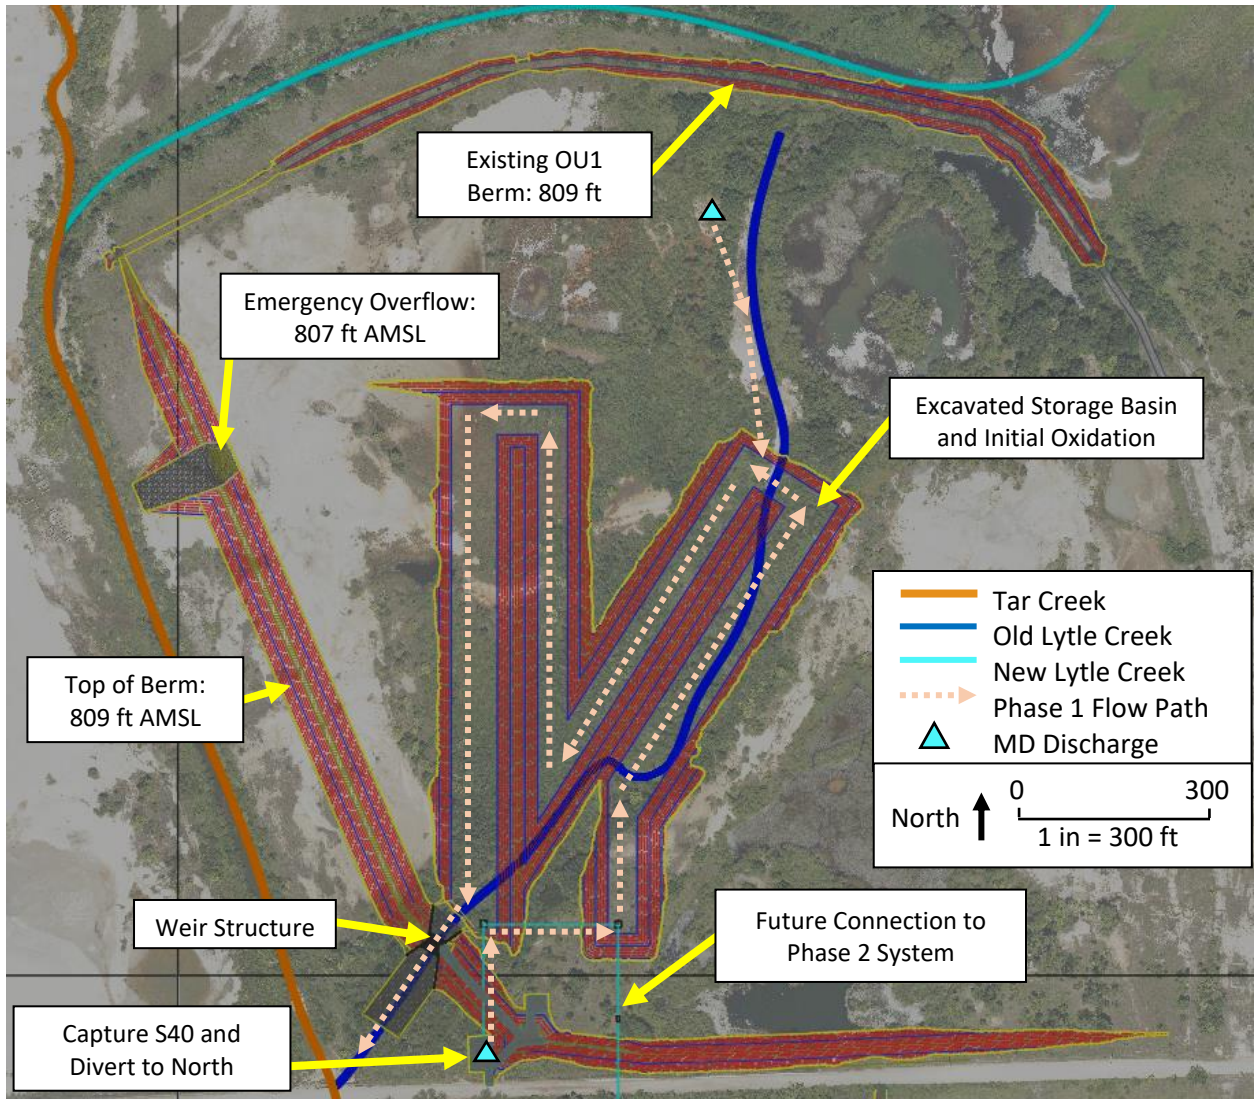 Existing OU1
Berm: 809 ft
Emergency Overflow:
807 ft AMSL
Excavated Storage Basin
and Initial Oxidation
Tar Creek
Old Lytle Creek
New Lytle Creek
Phase 1 Flow Path
MD Discharge
North
0 300
1 in = 300 ft
Top of Berm:
809 ft AMSL
Weir Structure
Future Connection to
Phase 2 System
Capture S40 and
Divert to North